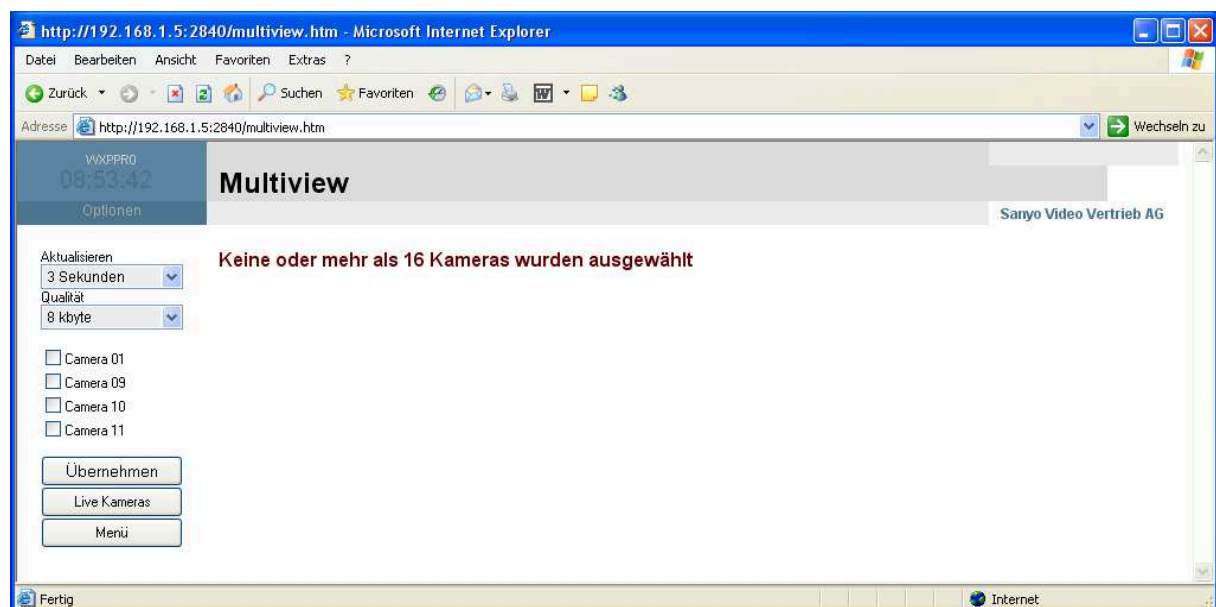 http://192.168.1.5:2840/multiview.htm - Microsoft Internet Explorer
Datei Bearbeiten Ansicht Favoriten Extras ?
Zurück Suchen Favoriten
Adresse http://192.168.1.5:2840/multiview.htm Wechseln zu
VVXPPRO
08:53:42
Multiview
Optionen
Sanyo Video Vertrieb AG
Keine oder mehr als 16 Kameras wurden ausgewählt
Aktualisieren
3 Sekunden
Qualität
8 kbyte
Camera 01
Camera 09
Camera 10
Camera 11
Übernehmen
Live Kameras
Menü
Fertig Internet